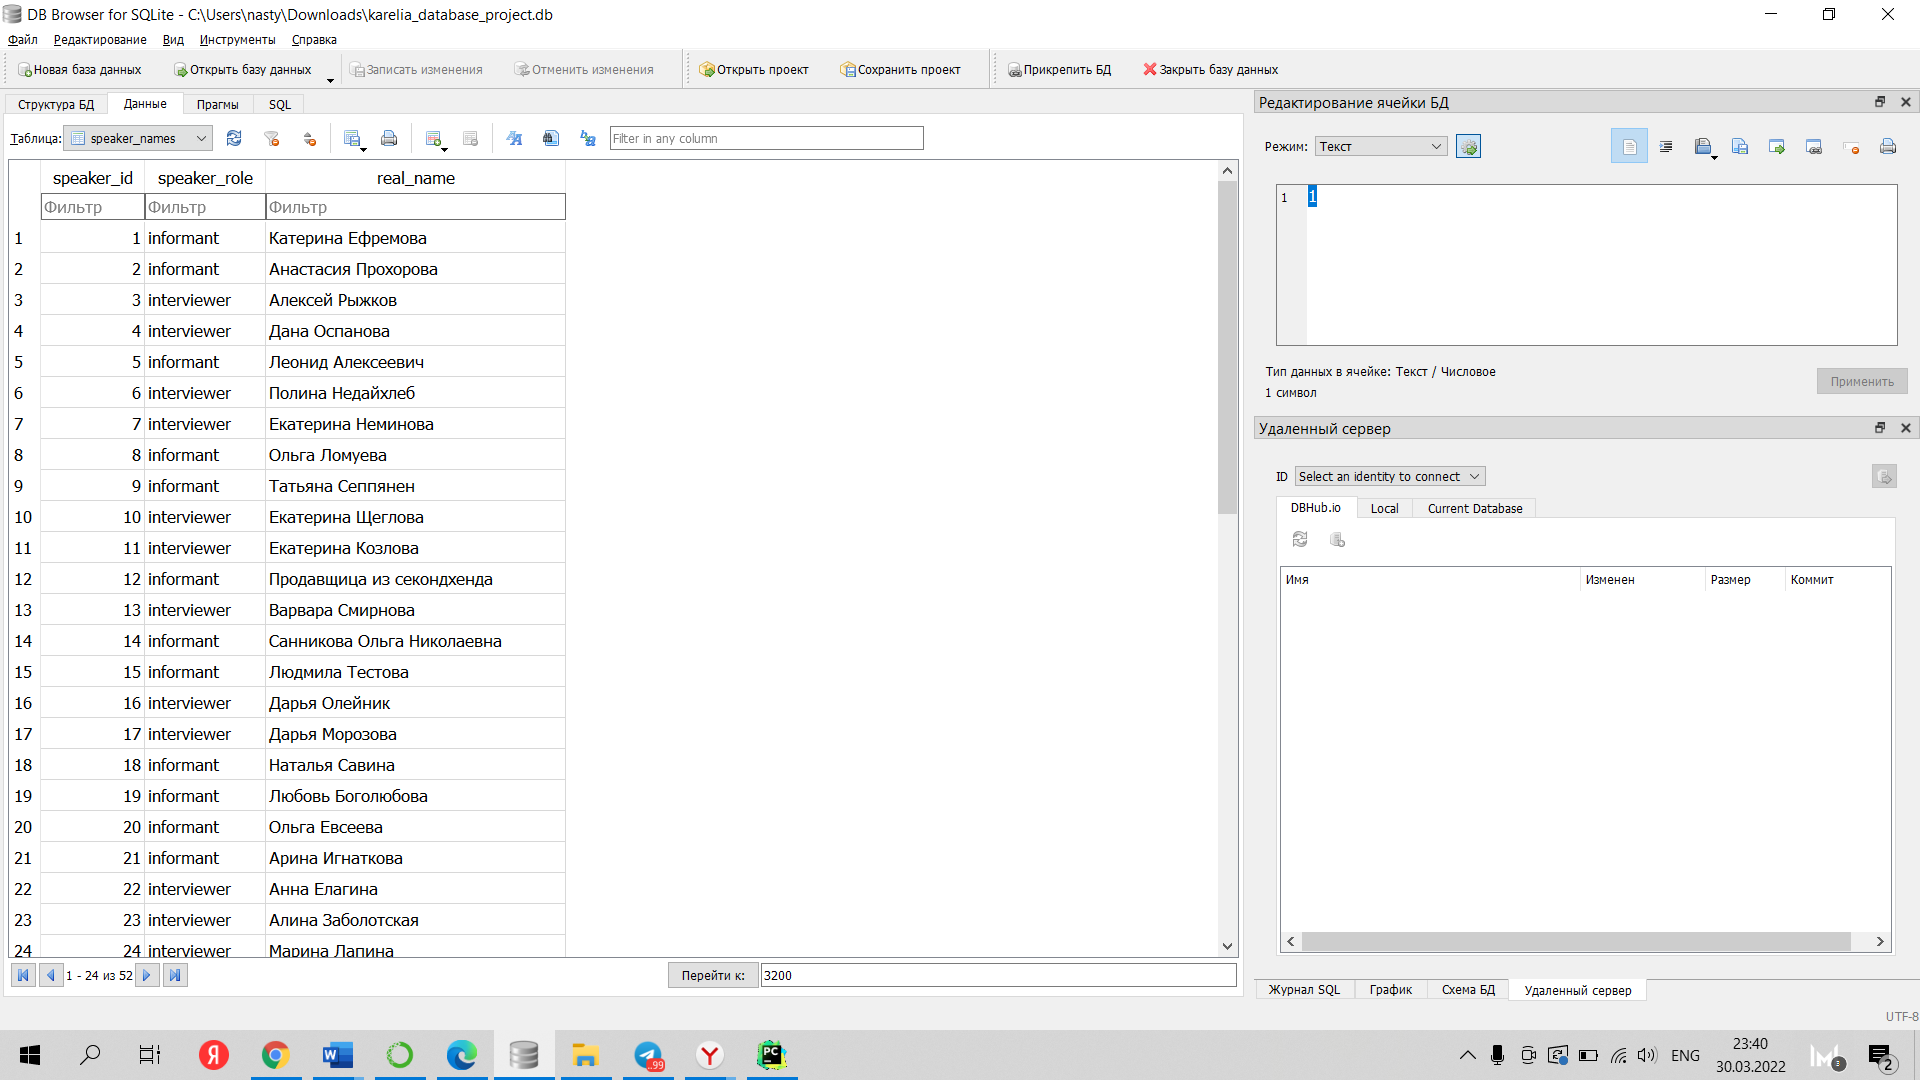 DB Browser for SQLite - C:\Users\nasty\Downloads\karelia_database_project.db
Файл Редактирование Вид Инструменты Справка
Новая база данных Открыть базу данных Записать изменения Отменить изменения Открыть проект Сохранить проект Прикрепить БД Закрыть базу данных
Структура БД Данные Прагмы SQL
Таблица: speaker_names Filter in any column
speaker_id speaker_role real_name
Фильтр Фильтр Фильтр
1 1 informant Катерина Ефремова
2 2 informant Анастасия Прохорова
3 3 interviewer Алексей Рыжков
4 4 interviewer Дана Оспанова
5 5 informant Леонид Алексеевич
6 6 interviewer Полина Недайхлеб
7 7 interviewer Екатерина Неминова
8 8 informant Ольга Ломуева
9 9 informant Татьяна Сеппянен
10 10 interviewer Екатерина Щеглова
11 11 interviewer Екатерина Козлова
12 12 informant Продавщица из секондхенда
13 13 interviewer Варвара Смирнова
14 14 informant Санникова Ольга Николаевна
15 15 informant Людмила Тестова
16 16 interviewer Дарья Олейник
17 17 interviewer Дарья Морозова
18 18 informant Наталья Савина
19 19 informant Любовь Боголюбова
20 20 informant Ольга Евсеева
21 21 informant Арина Игнаткова
22 22 interviewer Анна Елагина
23 23 interviewer Алина Заболотская
24 24 interviewer Марина Лапина
1 - 24 из 52 Перейти к: 3200
Редактирование ячейки БД
Режим: Текст
1 1
Тип данных в ячейке: Текст / Числовое
1 символ
Применить
Удаленный сервер
ID Select an identity to connect
DBHub.io Local Current Database
Имя Изменен Размер Коммит
Журнал SQL График Схема БД Удаленный сервер
UTF-8
Я W Y PC
..99
ENG
23:40
30.03.2022
3
2